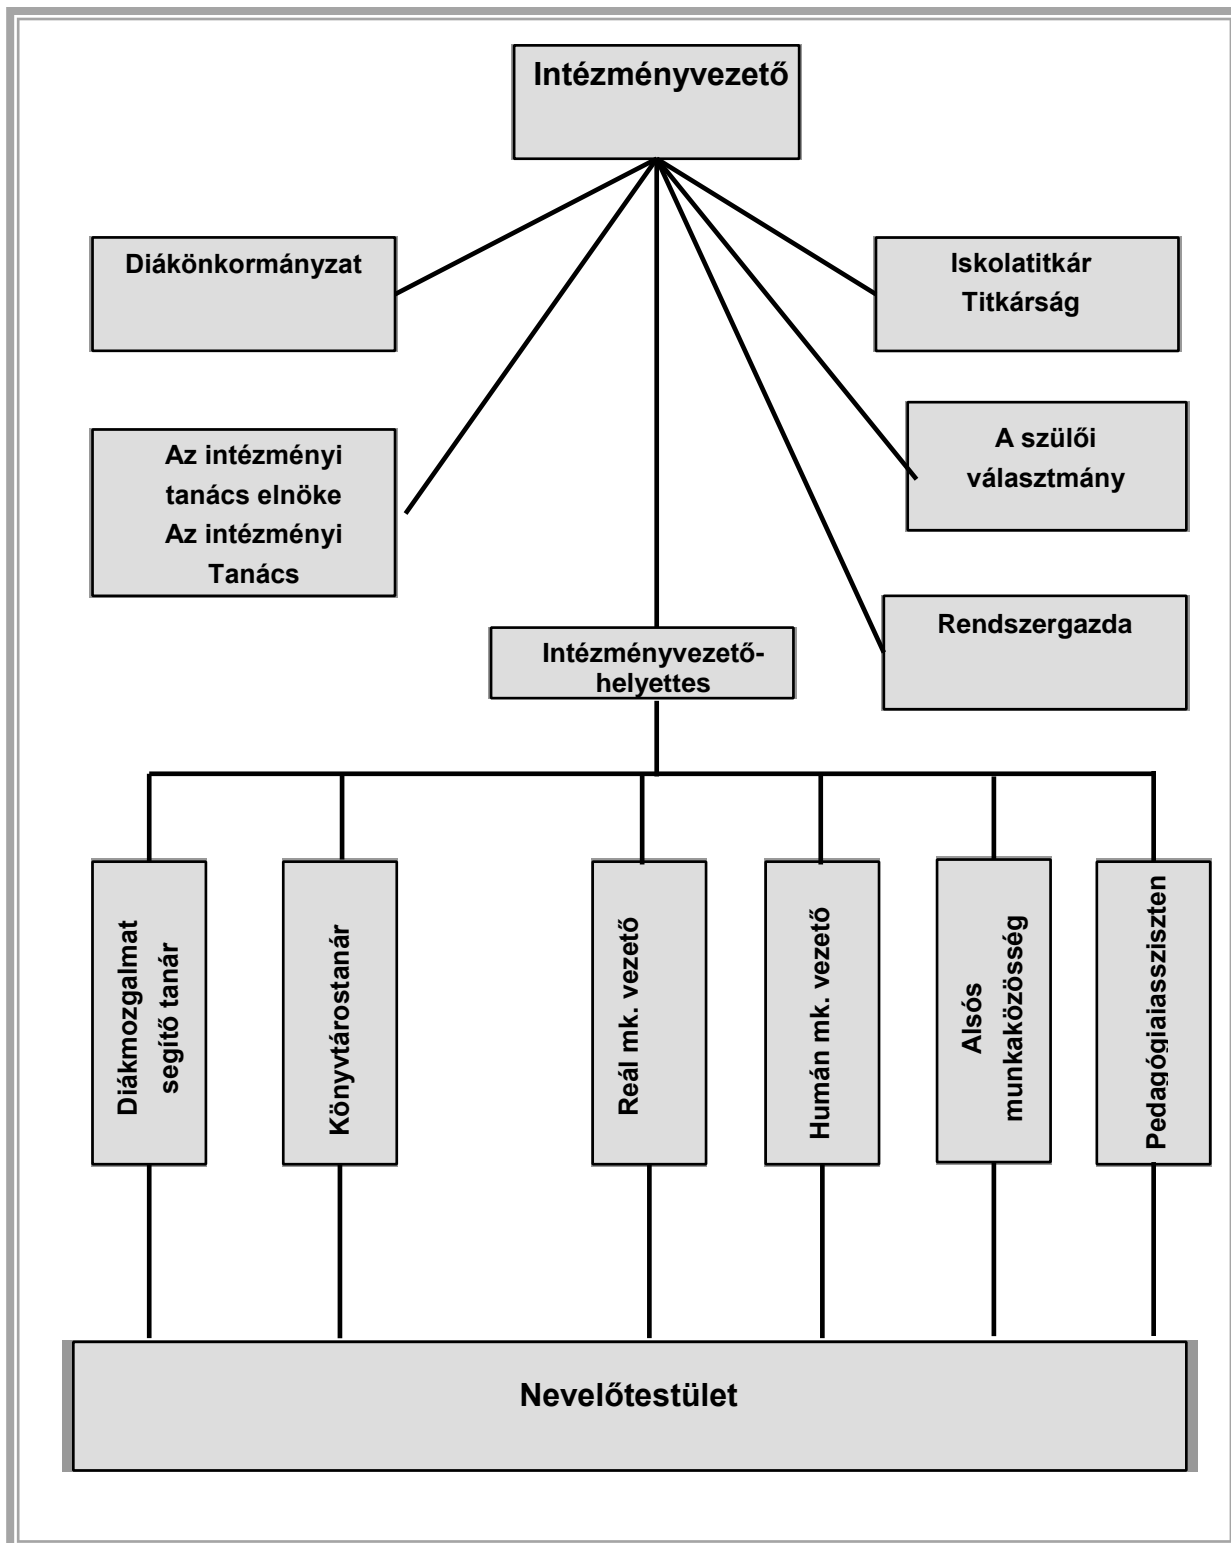 Intézményvezető
Diákönkormányzat
Iskolatitkár
Titkárság
Az intézményi
tanács elnöke
Az intézményi
Tanács
A szülői
választmány
Rendszergazda
Intézményvezető-
helyettes
Diákmozgalmat
segítő tanár
Könyvtárostanár
Reál mk. vezető
Humán mk. vezető
Alsós
munkaközösség
Pedagógiaiassziszten
Nevelőtestület